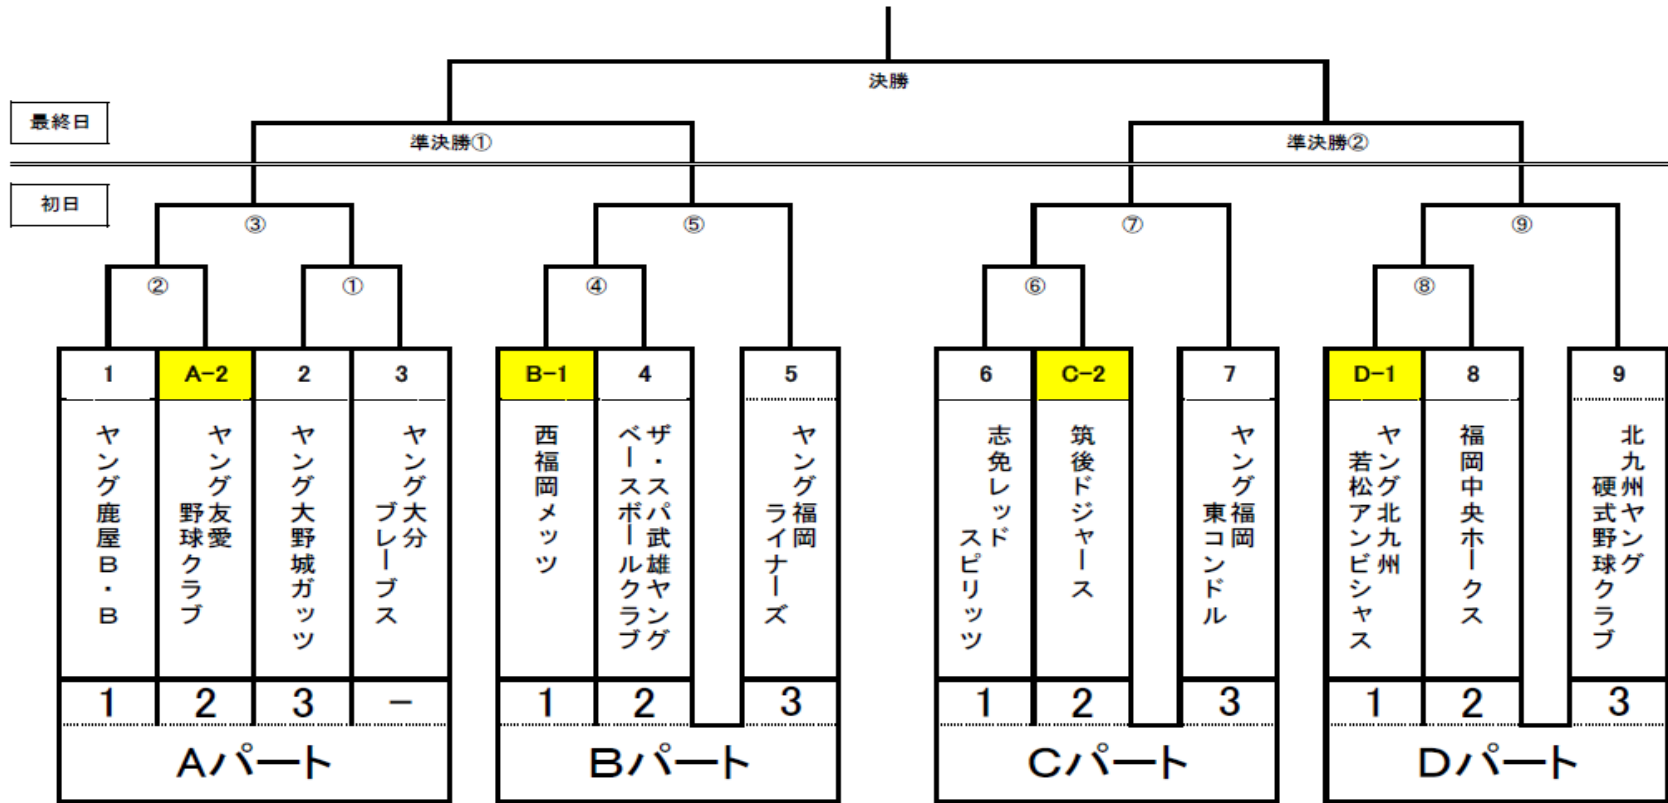 決勝
最終日
準決勝①
準決勝②
初日
③
⑤
⑦
⑨
②
①
④
⑥
⑧
1
A-2
2
3
B-1
4
5
6
C-2
7
D-1
8
9
ヤング鹿屋B・B
ヤング友愛
野球クラブ
ヤング大野城ガッツ
ヤング大分
ブレーブス
西福岡メッツ
ザ・スパ武雄ヤング
ベースボールクラブ
ヤング福岡
ライナーズ
志免レッド
スピリッツ
筑後ドジャース
ヤング福岡
東コンドル
ヤング北九州
若松アンビシャス
福岡中央ホークス
北九州ヤング
硬式野球クラブ
1
2
3
－
1
2
3
1
2
3
1
2
3
Aパート
Bパート
Cパート
Dパート